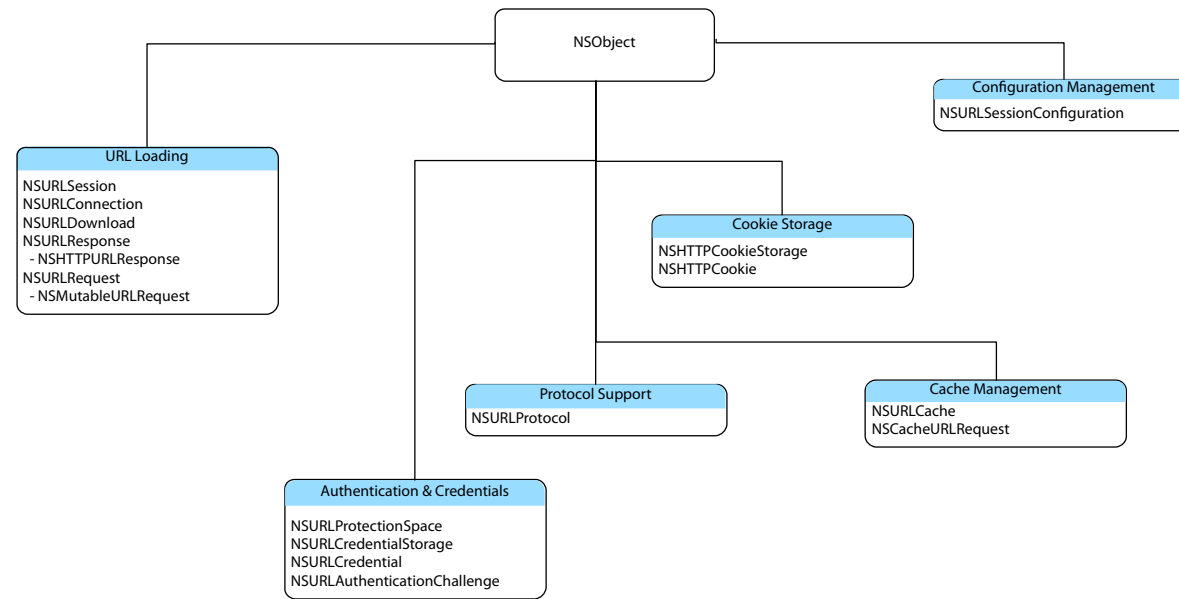 NSObject
Configuration Management
NSURLSessionConfiguration
URL Loading
NSURLSession
NSURLConnection
NSURLDownload
NSURLResponse
- NSHTTPURLResponse
NSURLRequest
- NSMutableURLRequest
Cookie Storage
NSHTTPCookieStorage
NSHTTPCookie
Protocol Support
NSURLProtocol
Cache Management
NSURLCache
NSCacheURLRequest
Authentication & Credentials
NSURLProtectionSpace
NSURLCredentialStorage
NSURLCredential
NSURLAuthenticationChallenge